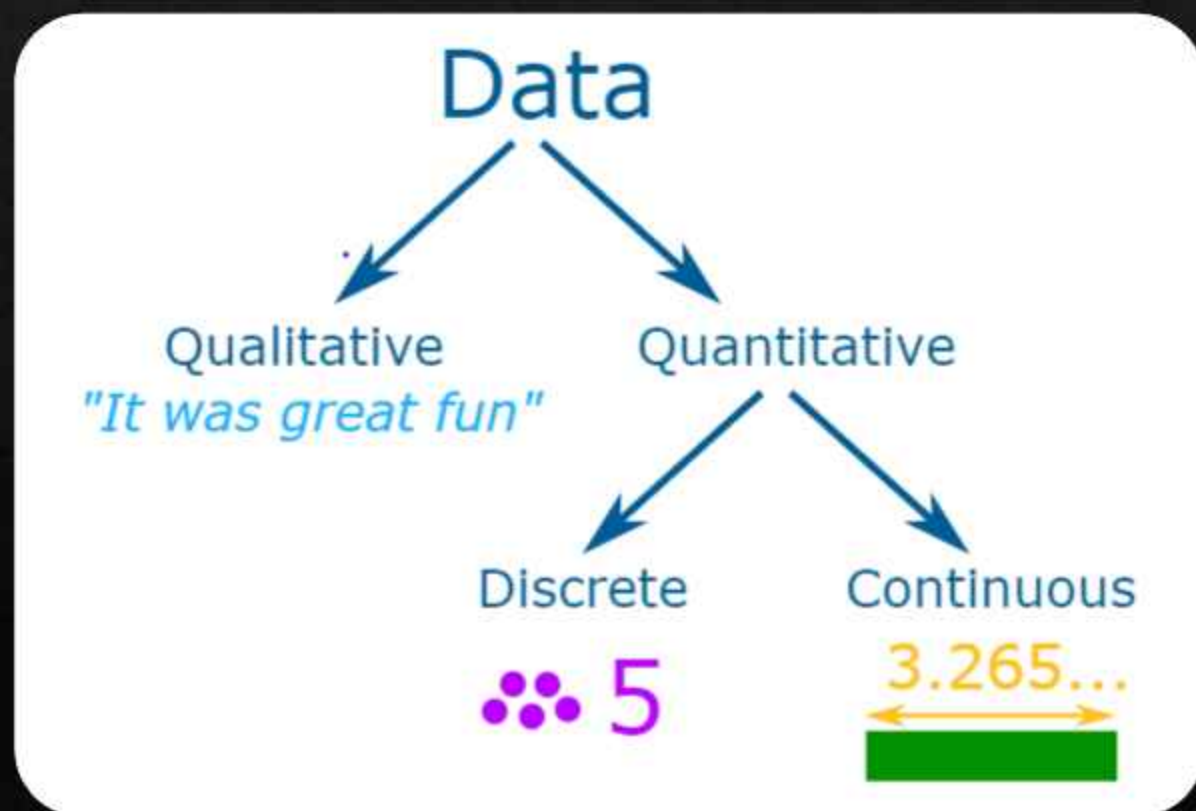 Data
Qualitative
Quantitative
"It was great fun"
Discrete
Continuous
5
3.265...